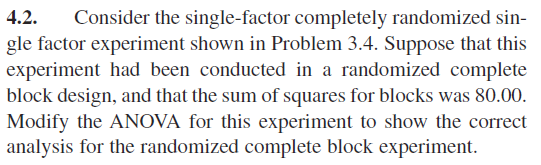 4.2. Consider the single-factor completely randomized sin-
gle factor experiment shown in Problem 3.4. Suppose that this
experiment had been conducted in a randomized complete
block design, and that the sum of squares for blocks was 80.00.
Modify the ANOVA for this experiment to show the correct
analysis for the randomized complete block experiment.